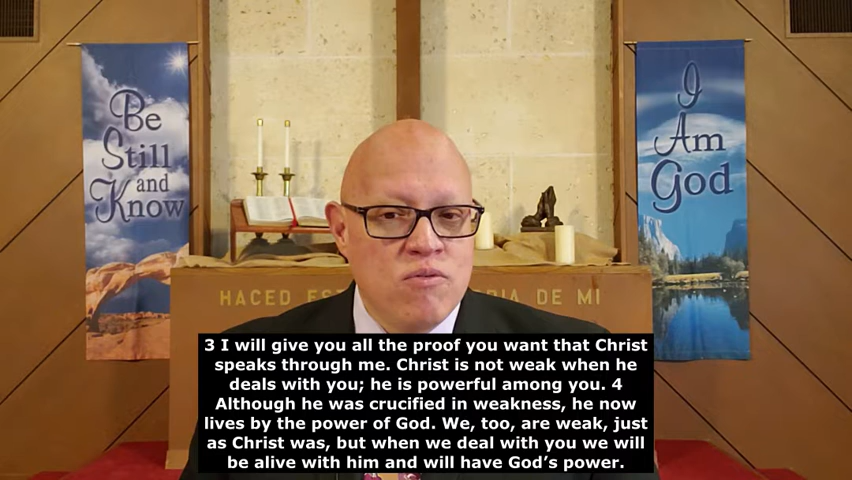 Be
Still
and
Know
I
Am
God
HACED EST
RIA DE MI
3 I will give you all the proof you want that Christ
speaks through me. Christ is not weak when he
deals with you; he is powerful among you. 4
Although he was crucified in weakness, he now
lives by the power of God. We, too, are weak, just
as Christ was, but when we deal with you we will
be alive with him and will have God’s power.